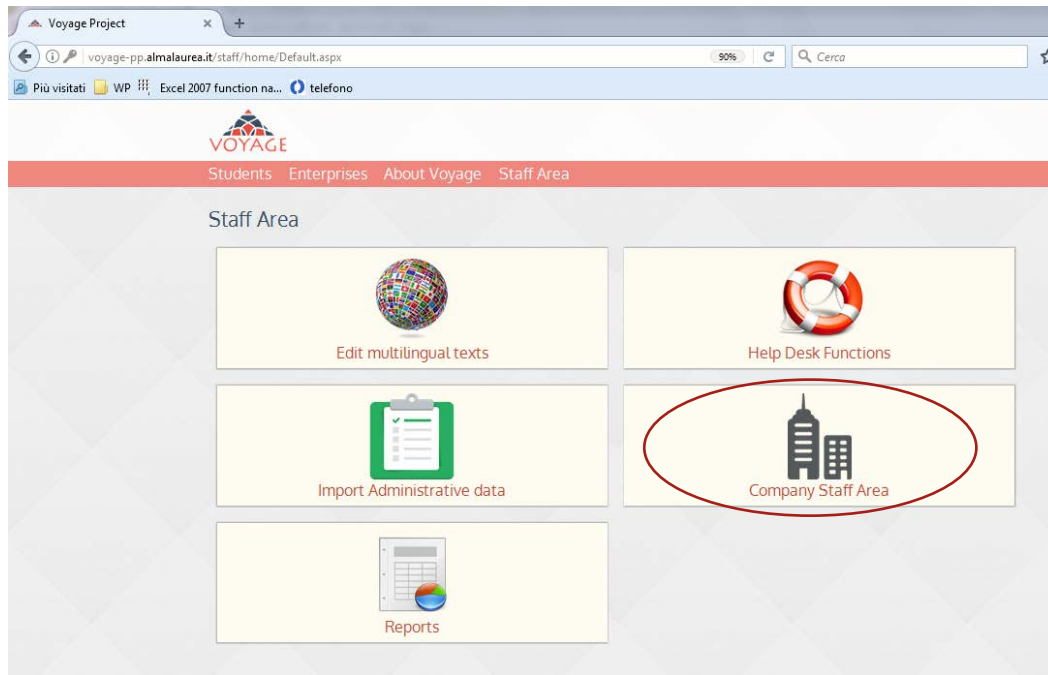 Voyage Project
voyage-pp.almalaurea.it/staff/home/Default.aspx 90% Cerca
Più visitati WP Excel 2007 function na... telefono
VOYAGE
Students Enterprises About Voyage Staff Area
Staff Area
Edit multilingual texts Help Desk Functions
Import Administrative data Company Staff Area
Reports